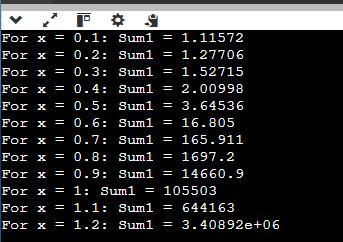 For x = 0.1: Sum1 = 1.11572
For x = 0.2: Sum1 = 1.27706
For x = 0.3: Sum1 = 1.52715
For x = 0.4: Sum1 = 2.00998
For x = 0.5: Sum1 = 3.64536
For x = 0.6: Sum1 = 16.805
For x = 0.7: Sum1 = 165.911
For x = 0.8: Sum1 = 1697.2
For x = 0.9: Sum1 = 14660.9
For x = 1: Sum1 = 105503
For x = 1.1: Sum1 = 644163
For x = 1.2: Sum1 = 3.40892e+06